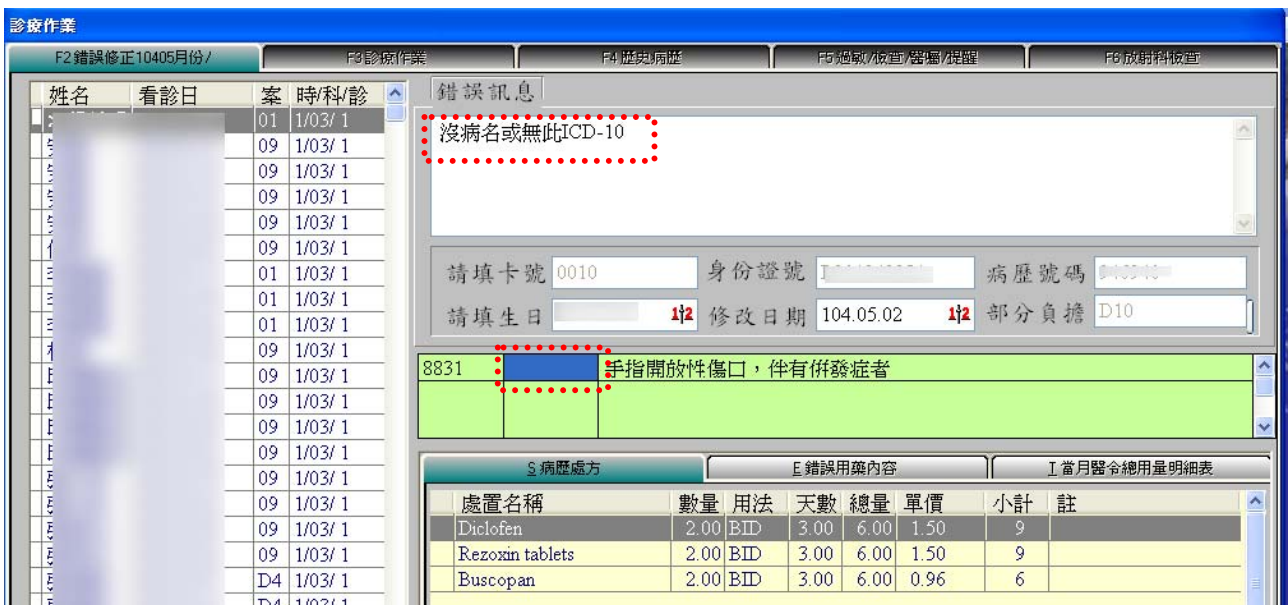 診療作業
F2錯誤修正10405月份/ F3診療作業 F4歷史病歷 F5過敏/檢查/醫囑/提醒 F6放射科檢查
姓名 看診日 案 時/科/診
01 1/03/ 1
09 1/03/ 1
09 1/03/ 1
09 1/03/ 1
09 1/03/ 1
09 1/03/ 1
01 1/03/ 1
01 1/03/ 1
01 1/03/ 1
09 1/03/ 1
09 1/03/ 1
09 1/03/ 1
09 1/03/ 1
09 1/03/ 1
09 1/03/ 1
09 1/03/ 1
09 1/03/ 1
09 1/03/ 1
D4 1/03/ 1
D4 1/03/ 1
錯誤訊息
沒病名或無此ICD-10
請填卡號 0010 身份證號 病歷號碼
請填生日 修改日期 104.05.02 部分負擔 D10
8831 手指開放性傷口，伴有併發症者
S病歷處方 E錯誤用藥內容 T當月醫令總用量明細表
處置名稱 數量 用法 天數 總量 單價 小計 註
Diclofen 2.00 BID 3.00 6.00 1.50 9
Rezoxin tablets 2.00 BID 3.00 6.00 1.50 9
Buscopan 2.00 BID 3.00 6.00 0.96 6